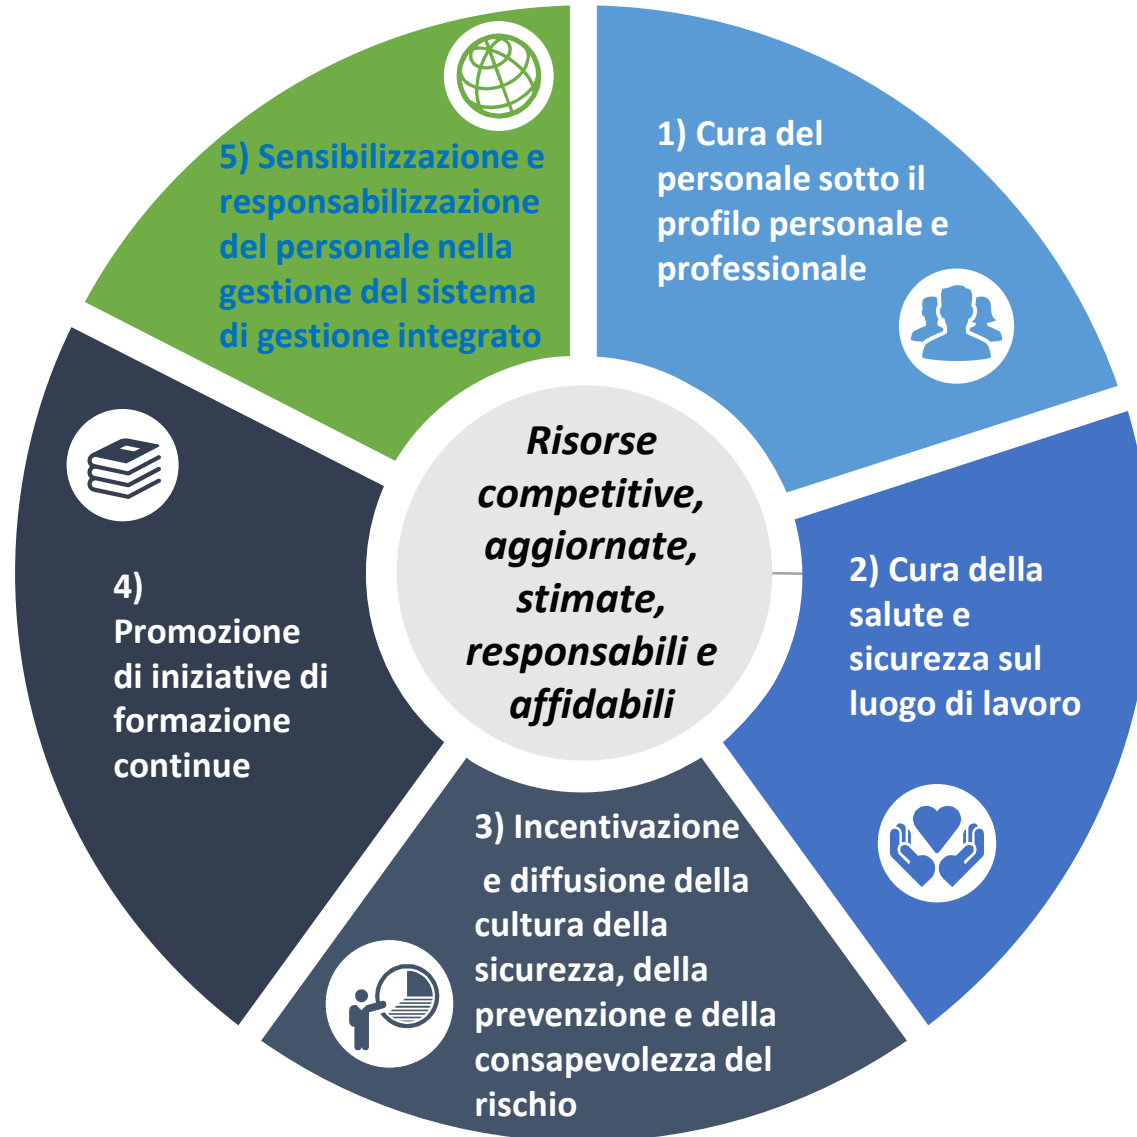 1) Cura del
personale sotto il
profilo personale e
professionale
2) Cura della
salute e
sicurezza sul
luogo di lavoro
3) Incentivazione
e diffusione della
cultura della
sicurezza, della
prevenzione e della
consapevolezza del
rischio
4)
Promozione
di iniziative di
formazione
continue
5) Sensibilizzazione e
responsabilizzazione
del personale nella
gestione del sistema
di gestione integrato
Risorse
competitive,
aggiornate,
stimate,
responsabili e
affidabili